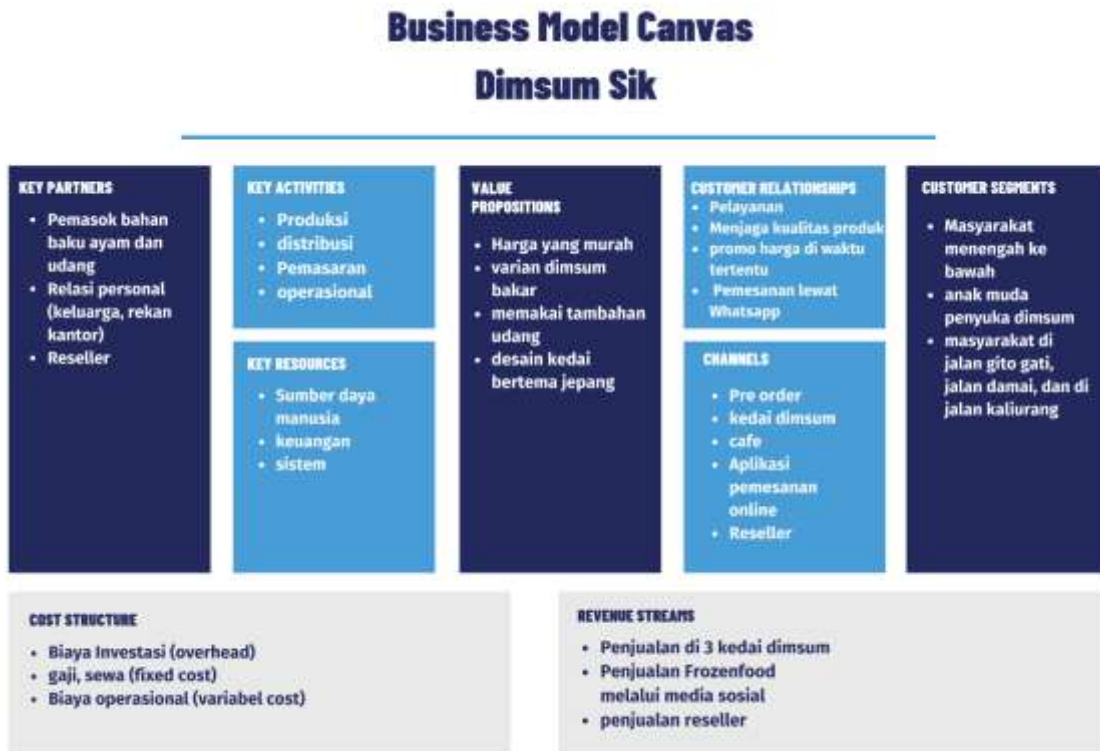 Business Model Canvas
Dimsum Sik
KEY PARTNERS
• Pemasok bahan
baku ayam dan
udang
• Relasi personal
(keluarga, rekan
kantor)
• Reseller
KEY ACTIVITIES
• Produksi
• distribusi
• Pemasaran
• operasional
KEY RESOURCES
• Sumber daya
manusia
• keuangan
• sistem
VALUE
PROPOSITIONS
• Harga yang murah
• varian dimsum
bakar
• memakai tambahan
udang
• desain kedai
bertema jepang
CUSTOMER RELATIONSHIPS
• Pelayanan
• Menjaga kualitas produk
• promo harga di waktu
tertentu
• Pemesanan lewat
Whatsapp
CHANNELS
• Pre order
• kedai dimsum
• cafe
• Aplikasi
pemesanan
online
• Reseller
CUSTOMER SEGMENTS
• Masyarakat
menengah ke
bawah
• anak muda
penyuka dimsum
• masyarakat di
jalan gito gati,
jalan damai, dan di
jalan kaliurang
COST STRUCTURE
• Biaya Investasi (overhead)
• gaji, sewa (fixed cost)
• Biaya operasional (variabel cost)
REVENUE STREAMS
• Penjualan di 3 kedai dimsum
• Penjualan Frozenfood
melalui media sosial
• penjualan reseller